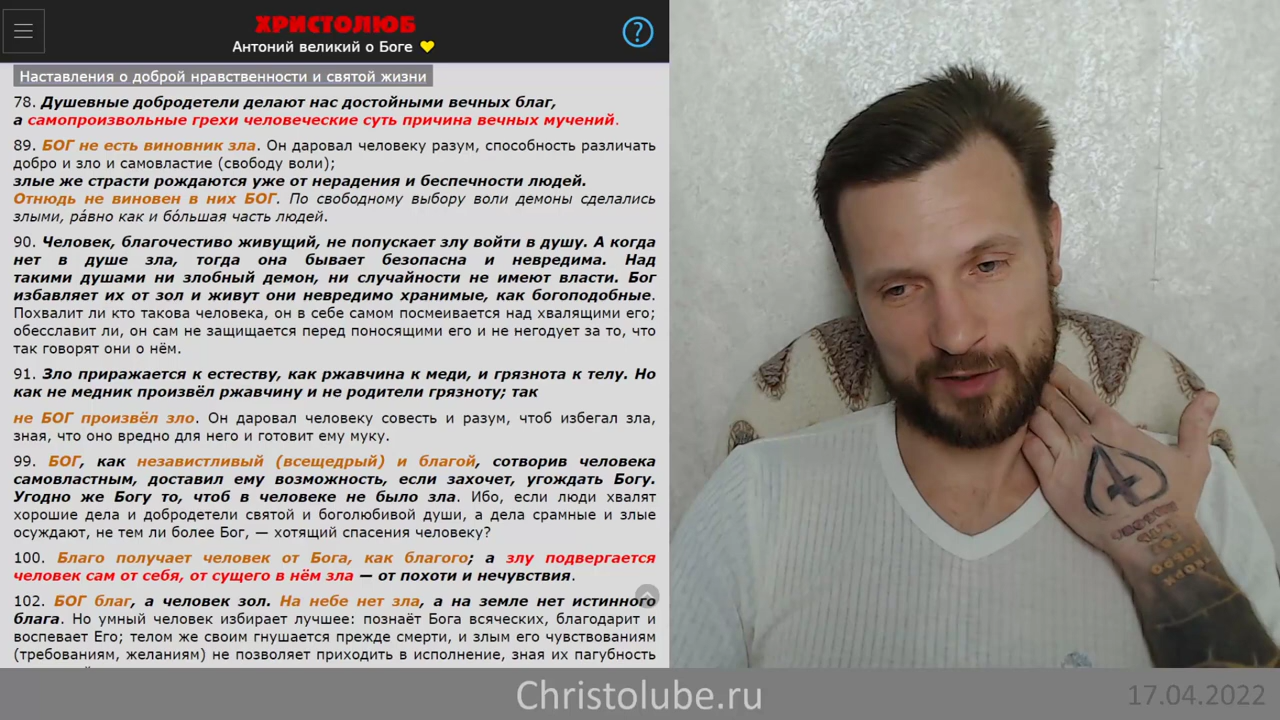 ХРИСТОЛЮБ
Антоний великий о Боге
?
Наставления о доброй нравственности и святой жизни
78. Душевные добродетели делают нас достойными вечных благ,
а самопроизвольные грехи человеческие суть причина вечных мучений.
89. БОГ не есть виновник зла. Он даровал человеку разум, способность различать
добро и зло и самовластие (свободу воли);
злые же страсти рождаются уже от нерадения и беспечности людей.
Отнюдь не виновен в них БОГ. По свободному выбору воли демоны сделались
злыми, ра́вно как и бо́льшая часть людей.
90. Человек, благочестиво живущий, не попускает злу войти в душу. А когда
нет в душе зла, тогда она бывает безопасна и невредима. Над
такими душами ни злобный демон, ни случайности не имеют власти. Бог
избавляет их от зол и живут они невредимо хранимые, как богоподобные.
Похвалит ли кто такова человека, он в себе самом посмеивается над хвалящими его;
обесславит ли, он сам не защищается перед поносящими его и не негодует за то, что
так говорят они о нём.
91. Зло приражается к естеству, как ржавчина к меди, и грязнота к телу. Но
как не медник произвёл ржавчину и не родители грязноту; так
не БОГ произвёл зло. Он даровал человеку совесть и разум, чтоб избегал зла,
зная, что оно вредно для него и готовит ему муку.
99. БОГ, как независтливый (всещедрый) и благой, сотворив человека
самовластным, доставил ему возможность, если захочет, угождать Богу.
Угодно же Богу то, чтоб в человеке не было зла. Ибо, если люди хвалят
хорошие дела и добродетели святой и боголюбивой души, а дела срамные и злые
осуждают, не тем ли более Бог, — хотящий спасения человеку?
100. Благо получает человек от Бога, как благого; а злу подвергается
человек сам от себя, от сущего в нём зла — от похоти и нечувствия.
102. БОГ благ, а человек зол. На небе нет зла, а на земле нет истинного
блага. Но умный человек избирает лучшее: познаёт Бога всяческих, благодарит и
воспевает Его; телом же своим гнушается прежде смерти, и злым его чувствованиям
(требованиям, желаниям) не позволяет приходить в исполнение, зная их пагубность
Christolube.ru
17.04.2022